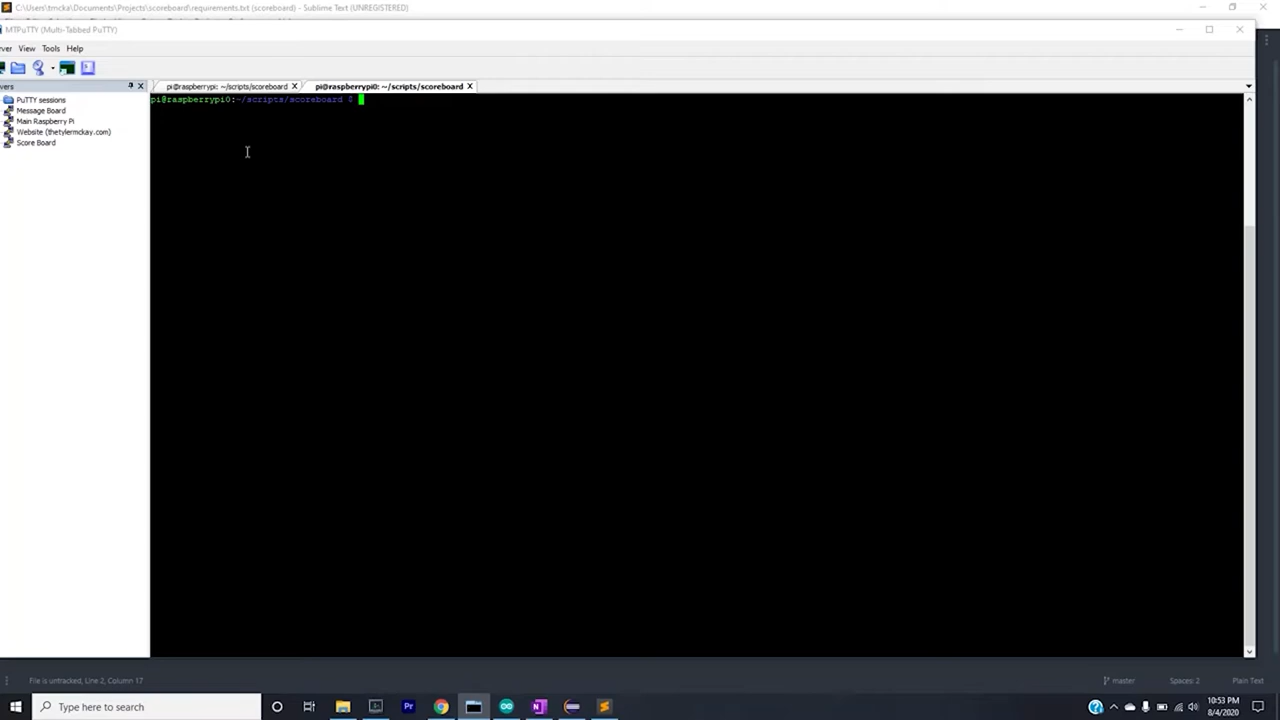 C:\Users\tmcka\Documents\Projects\scoreboard\requirements.txt (scoreboard) - Sublime Text (UNREGISTERED)
MTPuTTY (Multi-Tabbed PuTTY)
View Tools Help
pi@raspberrypi: ~/scripts/scoreboard
pi@raspberrypi0: ~/scripts/scoreboard
PuTTY sessions
Message Board
Main Raspberry Pi
Website (thetylermckay.com)
Score Board
pi@raspberrypi0:~/scripts/scoreboard $
File is untracked, Line 2, Column 17
master
Spaces: 2
Plain Text
Type here to search
10:53 PM
8/4/2020